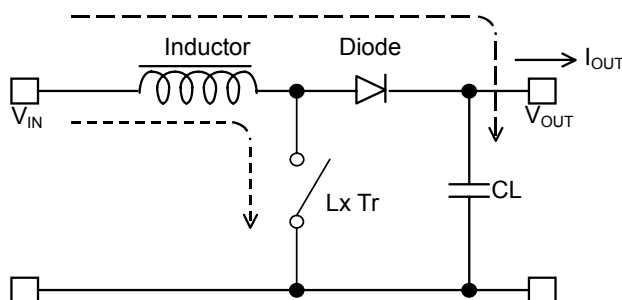 Inductor
Diode
I_OUT
V_IN
V_OUT
Lx Tr
CL